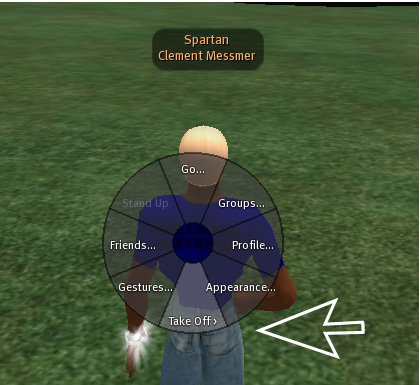 Spartan
Clement Messmer
Go...
Stand Up
Groups...
Friends...
Profile...
Gestures...
Appearance...
Take Off >